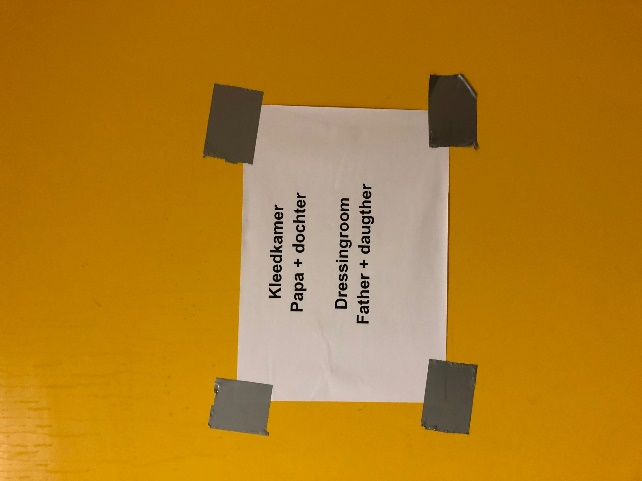 Kleedkamer
Papa + dochter
Dressingroom
Father + daugther